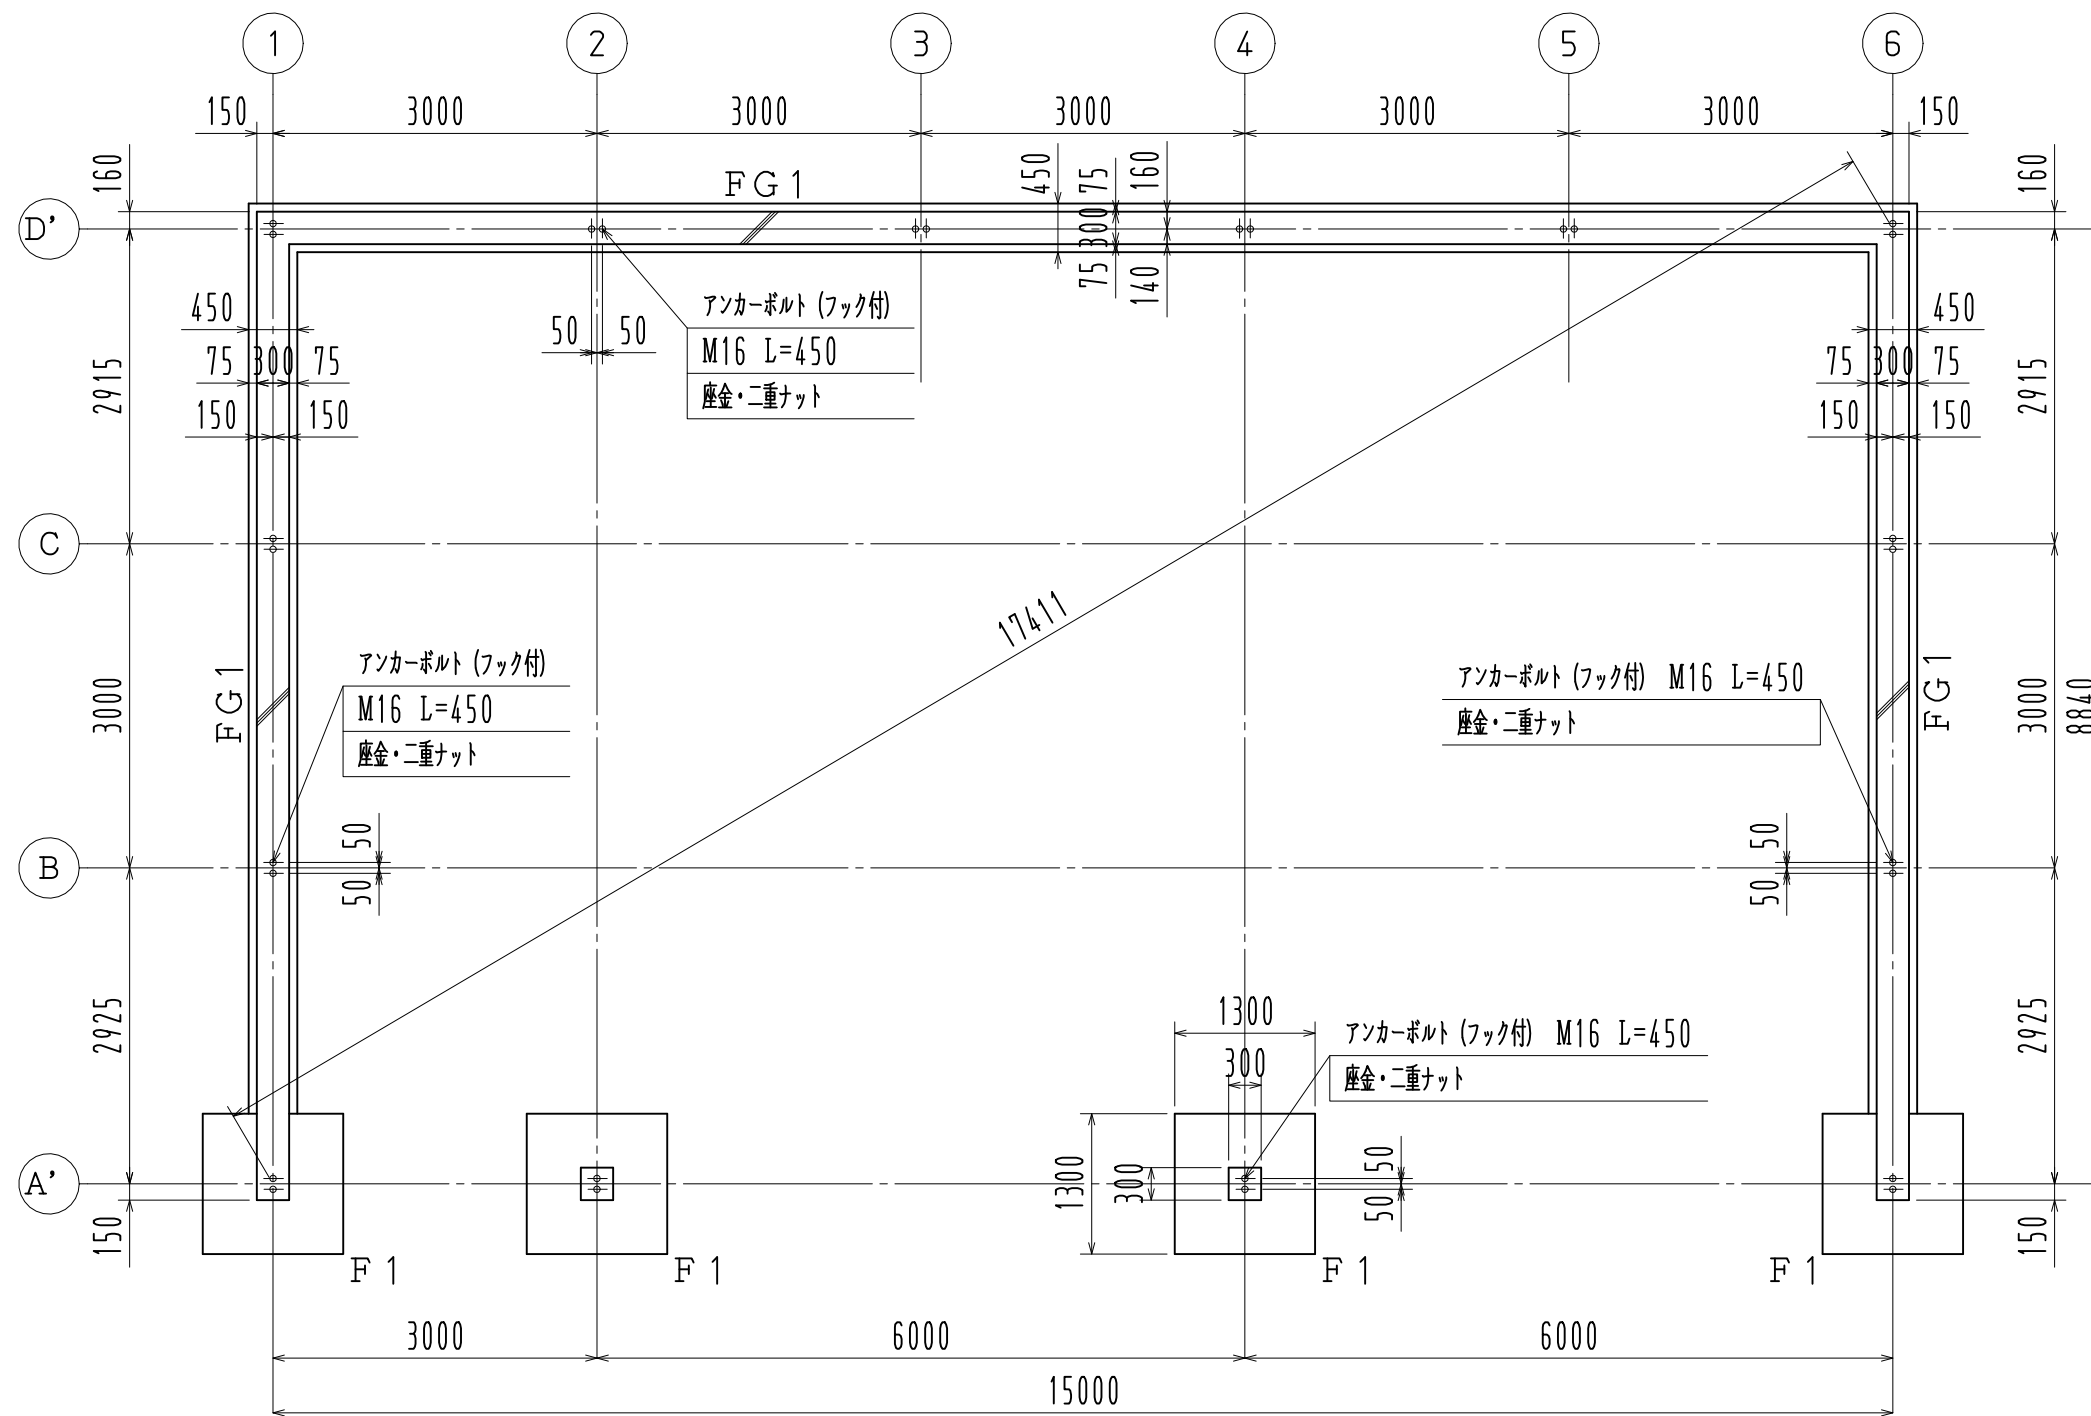 1 2 3 4 5 6
150 3000 3000 3000 3000 3000 150
160 FG1 450 75 160 160
D'
300
75 140
アンカーボルト (フック付)
M16 L=450
座金・二重ナット
50 50
450 450
75 300 75 75 300 75
150 150 150 150
2915 2915
C
17411
アンカーボルト (フック付)
M16 L=450
座金・二重ナット
アンカーボルト (フック付) M16 L=450
座金・二重ナット
FG1 FG1
3000 3000 8840
50 50
B
50 50
2925 2925
1300
300
アンカーボルト (フック付) M16 L=450
座金・二重ナット
1300 300 50
A'
50
150 150
F1 F1 F1 F1
3000 6000 6000
15000